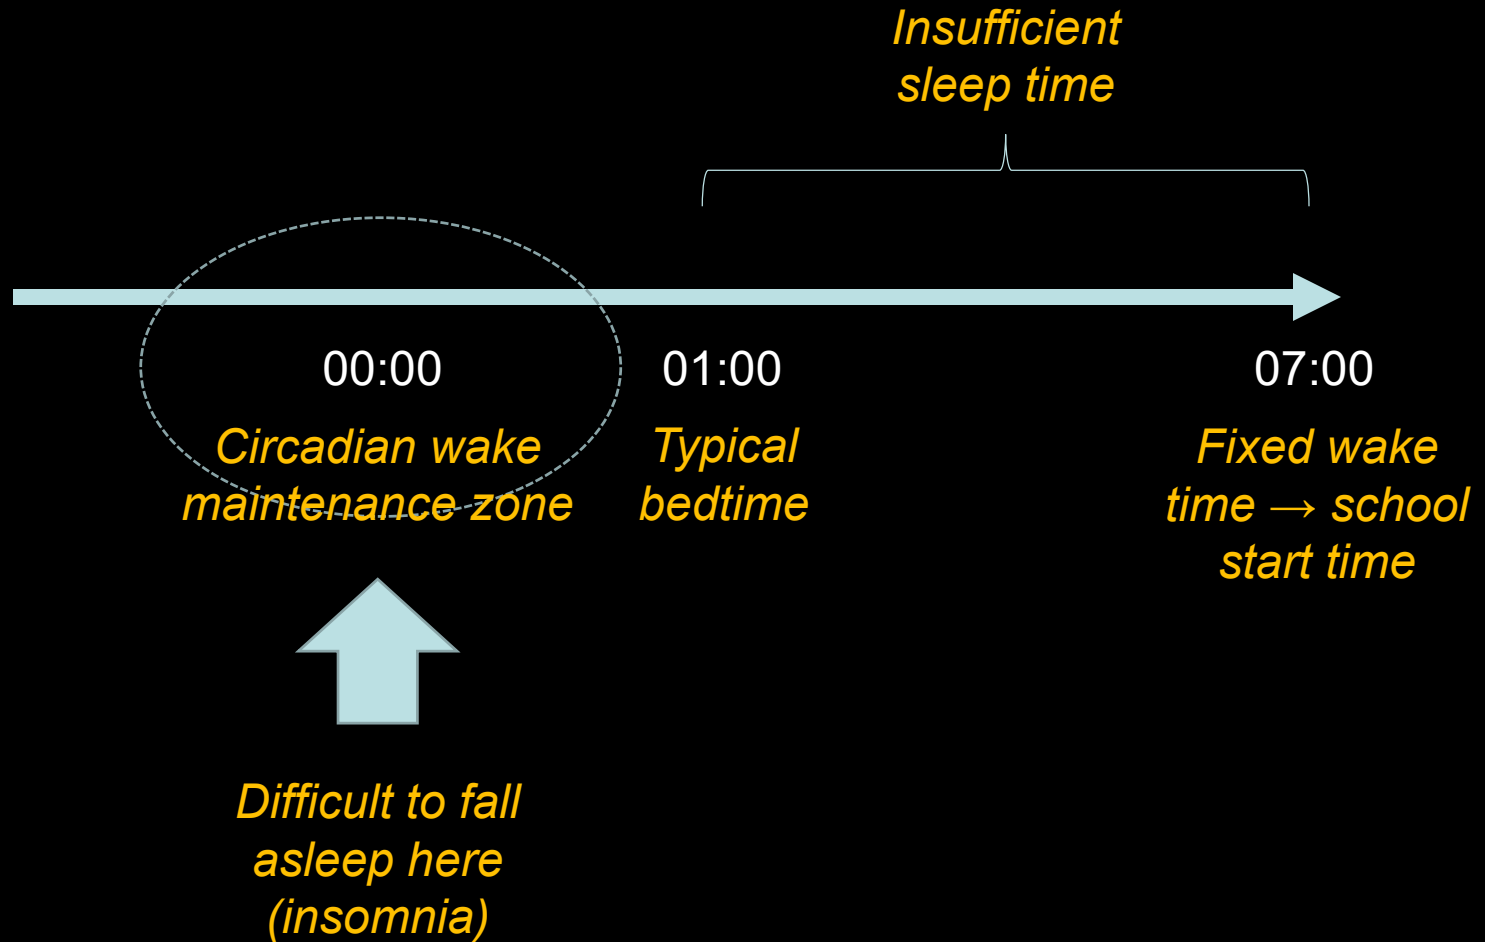 Insufficient
sleep time
00:00
Circadian wake
maintenance zone
01:00
Typical
bedtime
07:00
Fixed wake
time → school
start time
Difficult to fall
asleep here
(insomnia)